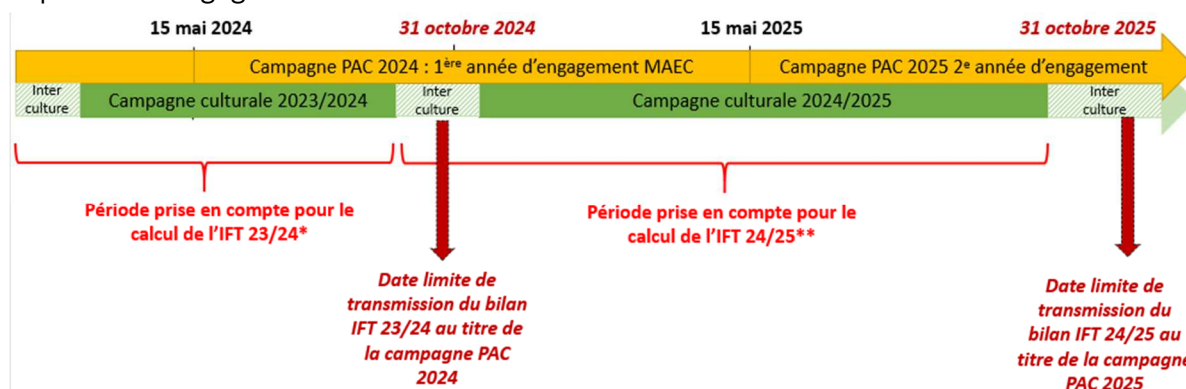 15 mai 2024
31 octobre 2024
15 mai 2025
31 octobre 2025
Campagne PAC 2024 : 1ère année d'engagement MAEC
Campagne PAC 2025 2e année d'engagement
Inter
culture
Campagne culturale 2023/2024
Inter
culture
Campagne culturale 2024/2025
Inter
culture
Période prise en compte pour le
calcul de l'IFT 23/24*
Période prise en compte pour le
calcul de l'IFT 24/25**
Date limite de
transmission du bilan
IFT 23/24 au titre de
la campagne PAC
2024
Date limite de
transmission du
bilan IFT 24/25 au
titre de la campagne
PAC 2025